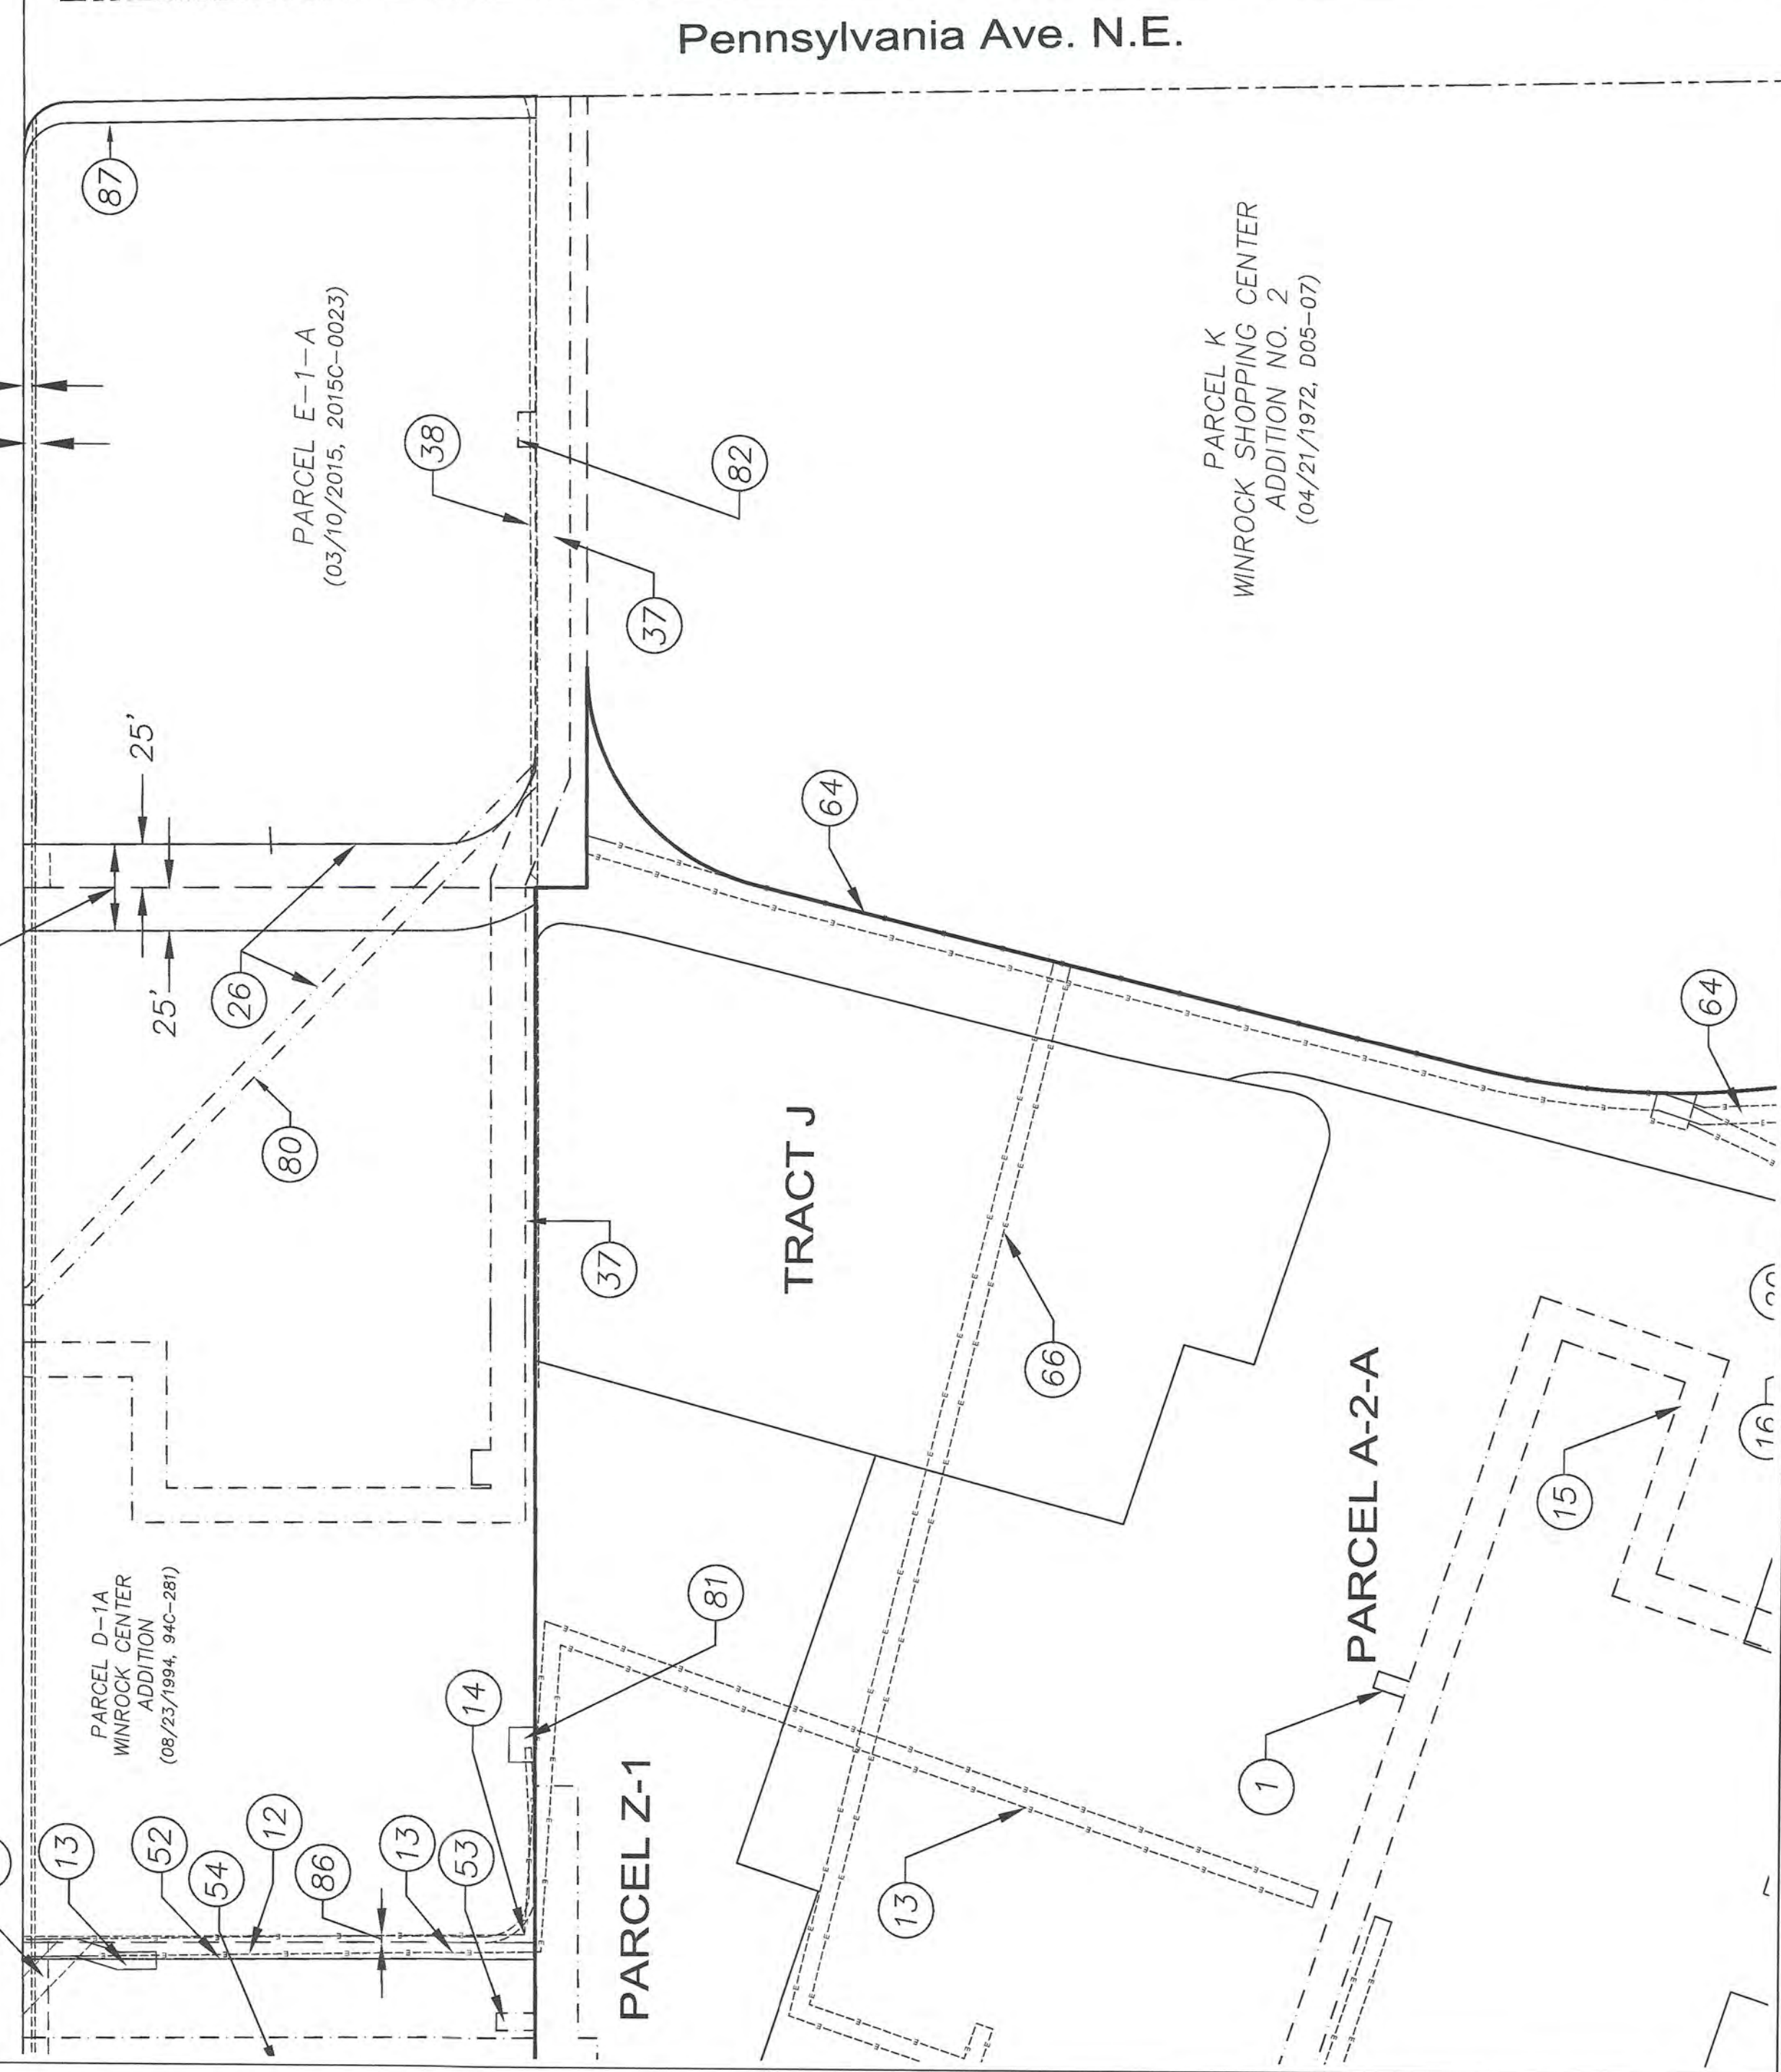 Pennsylvania Ave. N.E.
87
PARCEL E-1-A
(03/10/2015, 2015C-0023)
38
82
37
PARCEL K
WINROCK SHOPPING CENTER
ADDITION NO. 2
(04/21/1972, D05-07)
25'
25'
26
64
64
80
37
TRACT J
66
15
16
PARCEL A-2-A
1
PARCEL D-1A
WINROCK CENTER
ADDITION
(08/23/1994, 94C-281)
81
14
PARCEL Z-1
13
52
54
12
86
13
53
13